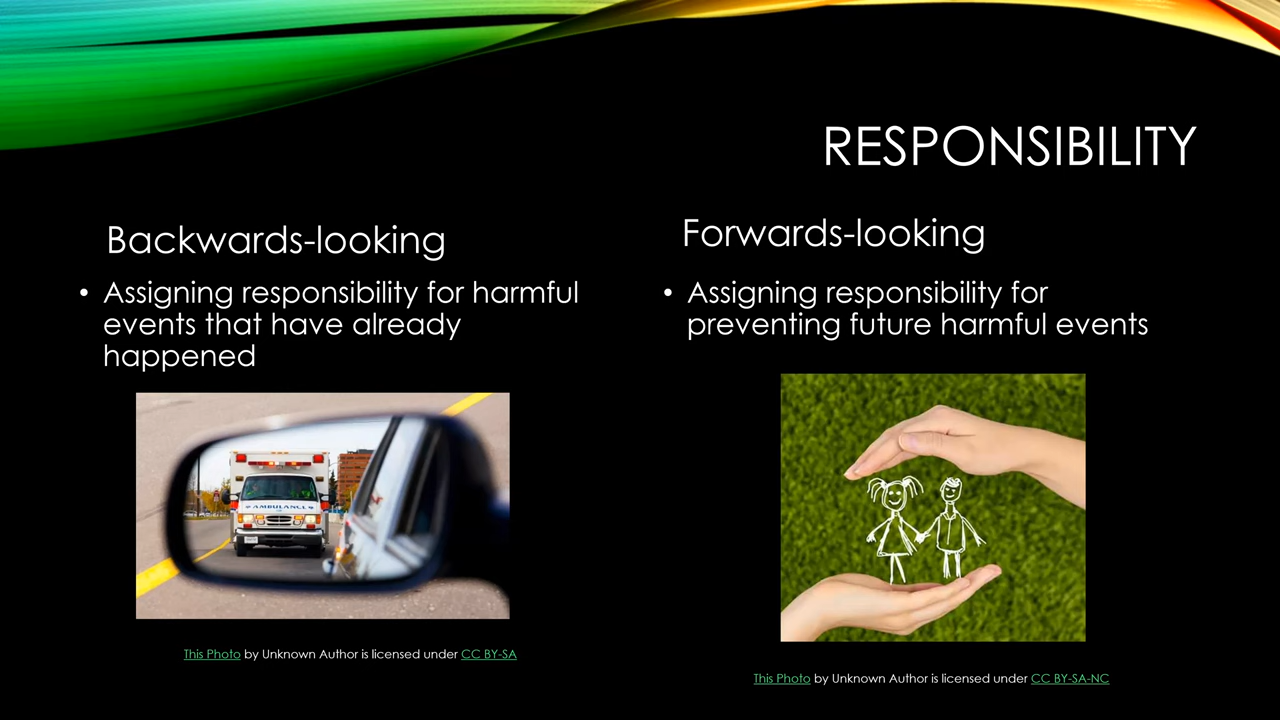 RESPONSIBILITY
Backwards-looking
• Assigning responsibility for harmful
events that have already
happened
AMBULANCE
This Photo by Unknown Author is licensed under CC BY-SA
Forwards-looking
• Assigning responsibility for
preventing future harmful events
This Photo by Unknown Author is licensed under CC BY-SA-NC